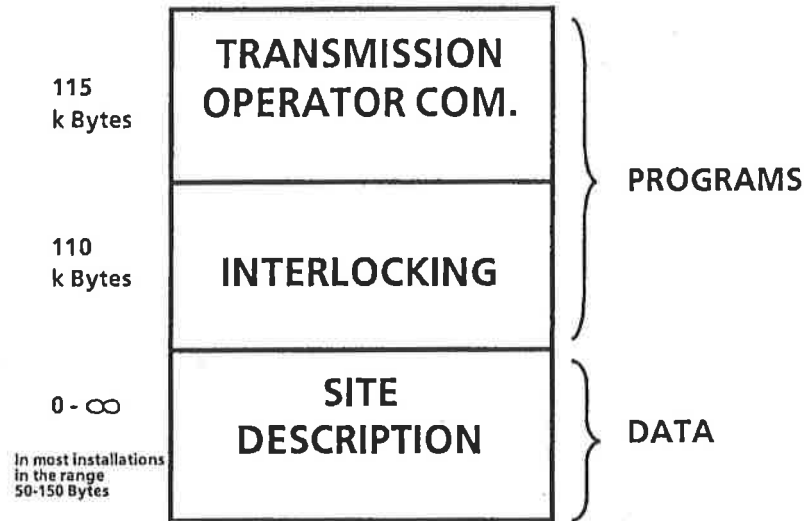 115
k Bytes
TRANSMISSION
OPERATOR COM.
PROGRAMS
110
k Bytes
INTERLOCKING
0 - ∞
In most installations
in the range
50-150 Bytes
SITE
DESCRIPTION
DATA